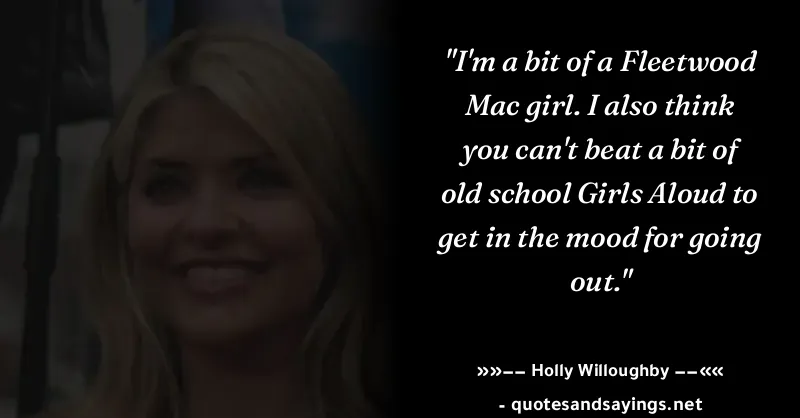 "I'm a bit of a Fleetwood
Mac girl. I also think
you can't beat a bit of
old school Girls Aloud to
get in the mood for going
out."
»»−− Holly Willoughby −−««
- quotesandsayings.net